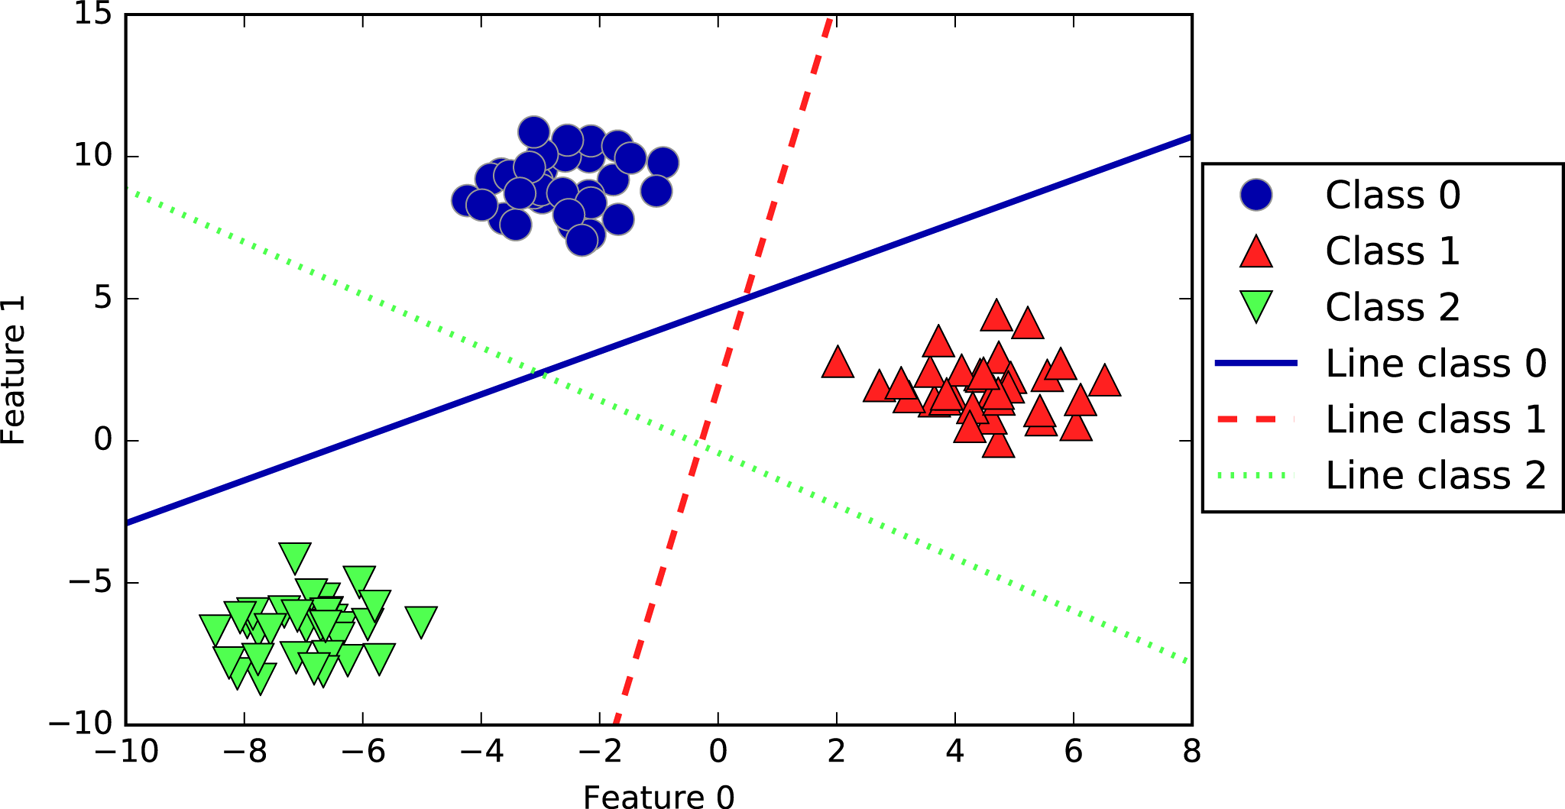 15
10
5
0
−5
−10
Feature 1
−10 −8 −6 −4 −2 0 2 4 6 8
Feature 0
Class 0
Class 1
Class 2
Line class 0
Line class 1
Line class 2